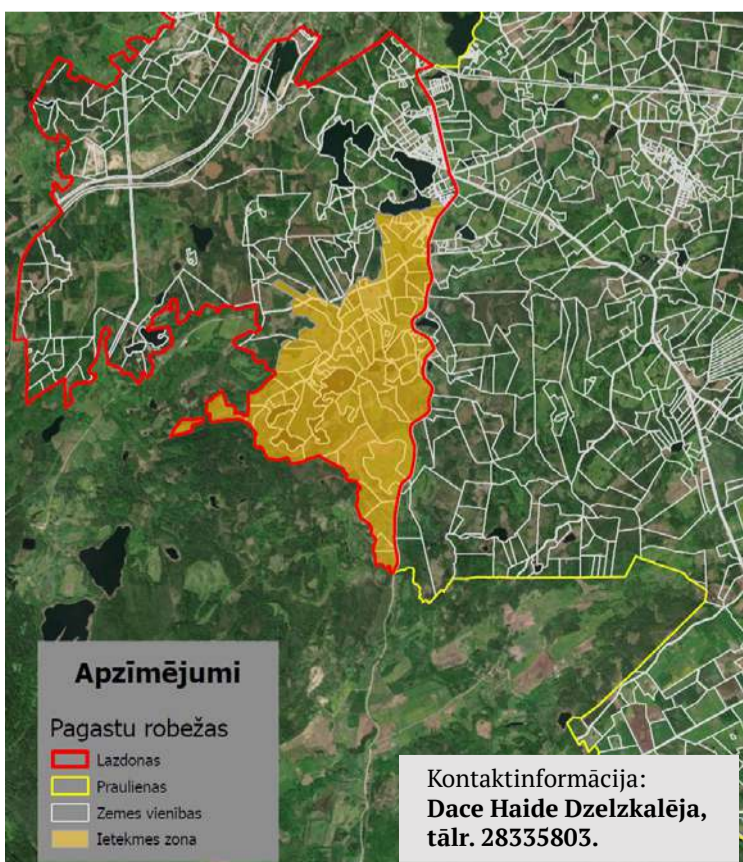 Apzīmējumi
Pagastu robežas
Lazdonas
Praulienas
Zemes vienības
Ietekmes zona
Kontaktinformācija:
Dace Haide Dzelzkalēja,
tālr. 28335803.